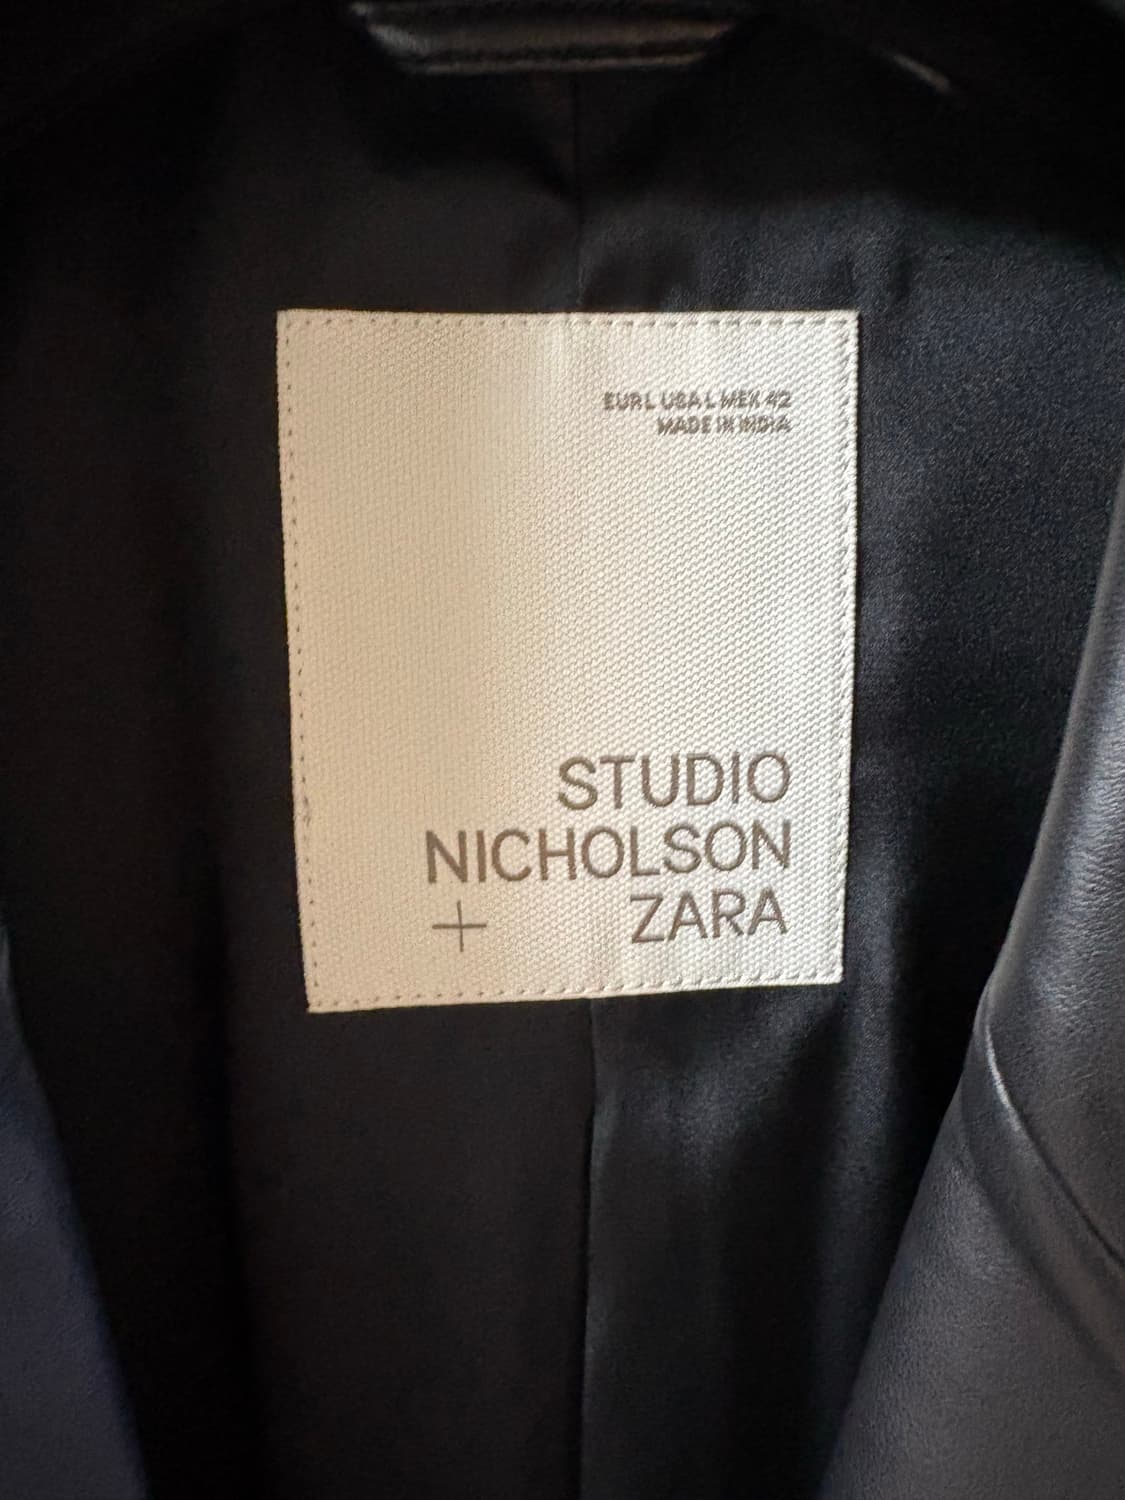 EUR L USA L MEX 42
MADE IN INDIA
STUDIO
NICHOLSON
+ ZARA